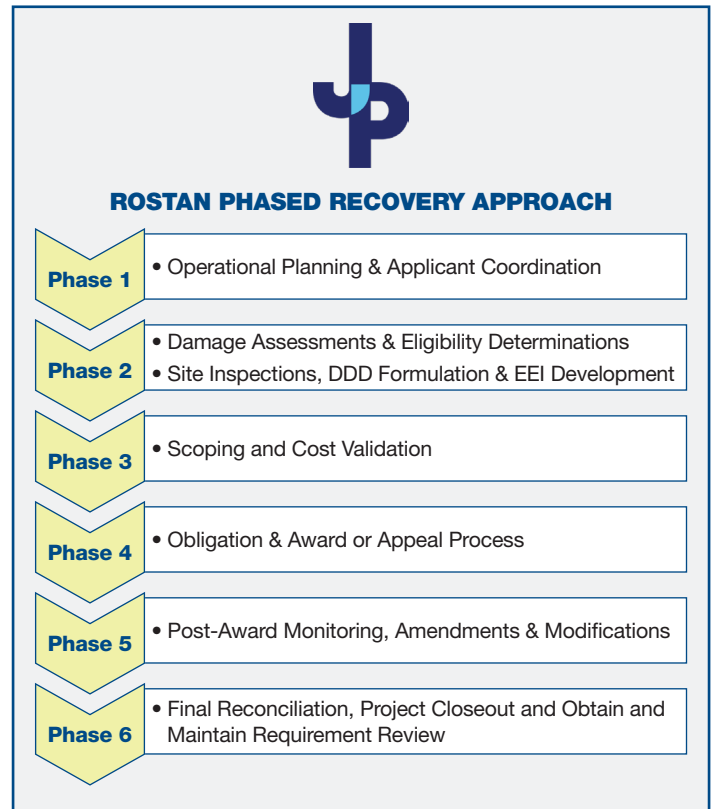 JP
ROSTAN PHASED RECOVERY APPROACH
Phase 1
• Operational Planning & Applicant Coordination
Phase 2
• Damage Assessments & Eligibility Determinations
• Site Inspections, DDD Formulation & EEI Development
Phase 3
• Scoping and Cost Validation
Phase 4
• Obligation & Award or Appeal Process
Phase 5
• Post-Award Monitoring, Amendments & Modifications
Phase 6
• Final Reconciliation, Project Closeout and Obtain and
Maintain Requirement Review